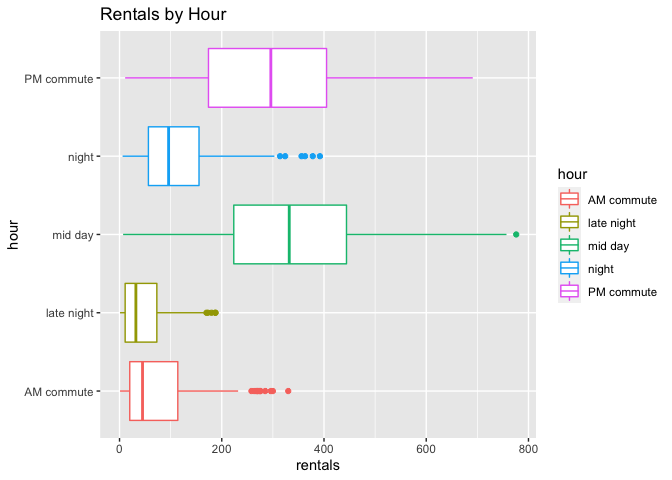 Rentals by Hour
PM commute
night
mid day
late night
AM commute
hour
0
200
400
600
800
rentals
hour
AM commute
late night
mid day
night
PM commute